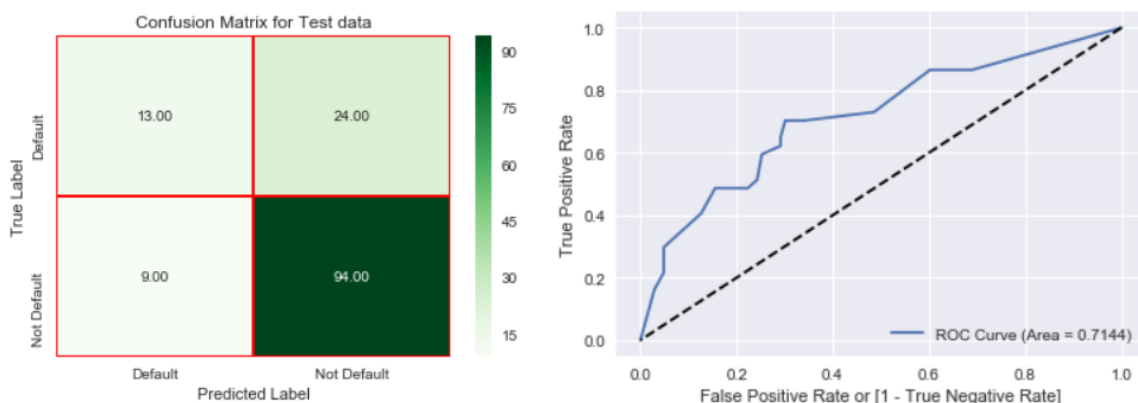 Confusion Matrix for Test data
True Label
Default
Not Default
13.00
24.00
9.00
94.00
Default
Not Default
Predicted Label
90
75
60
45
30
15
True Positive Rate
1.0
0.8
0.6
0.4
0.2
0.0
ROC Curve (Area = 0.7144)
0.0
0.2
0.4
0.6
0.8
1.0
False Positive Rate or [1 - True Negative Rate]